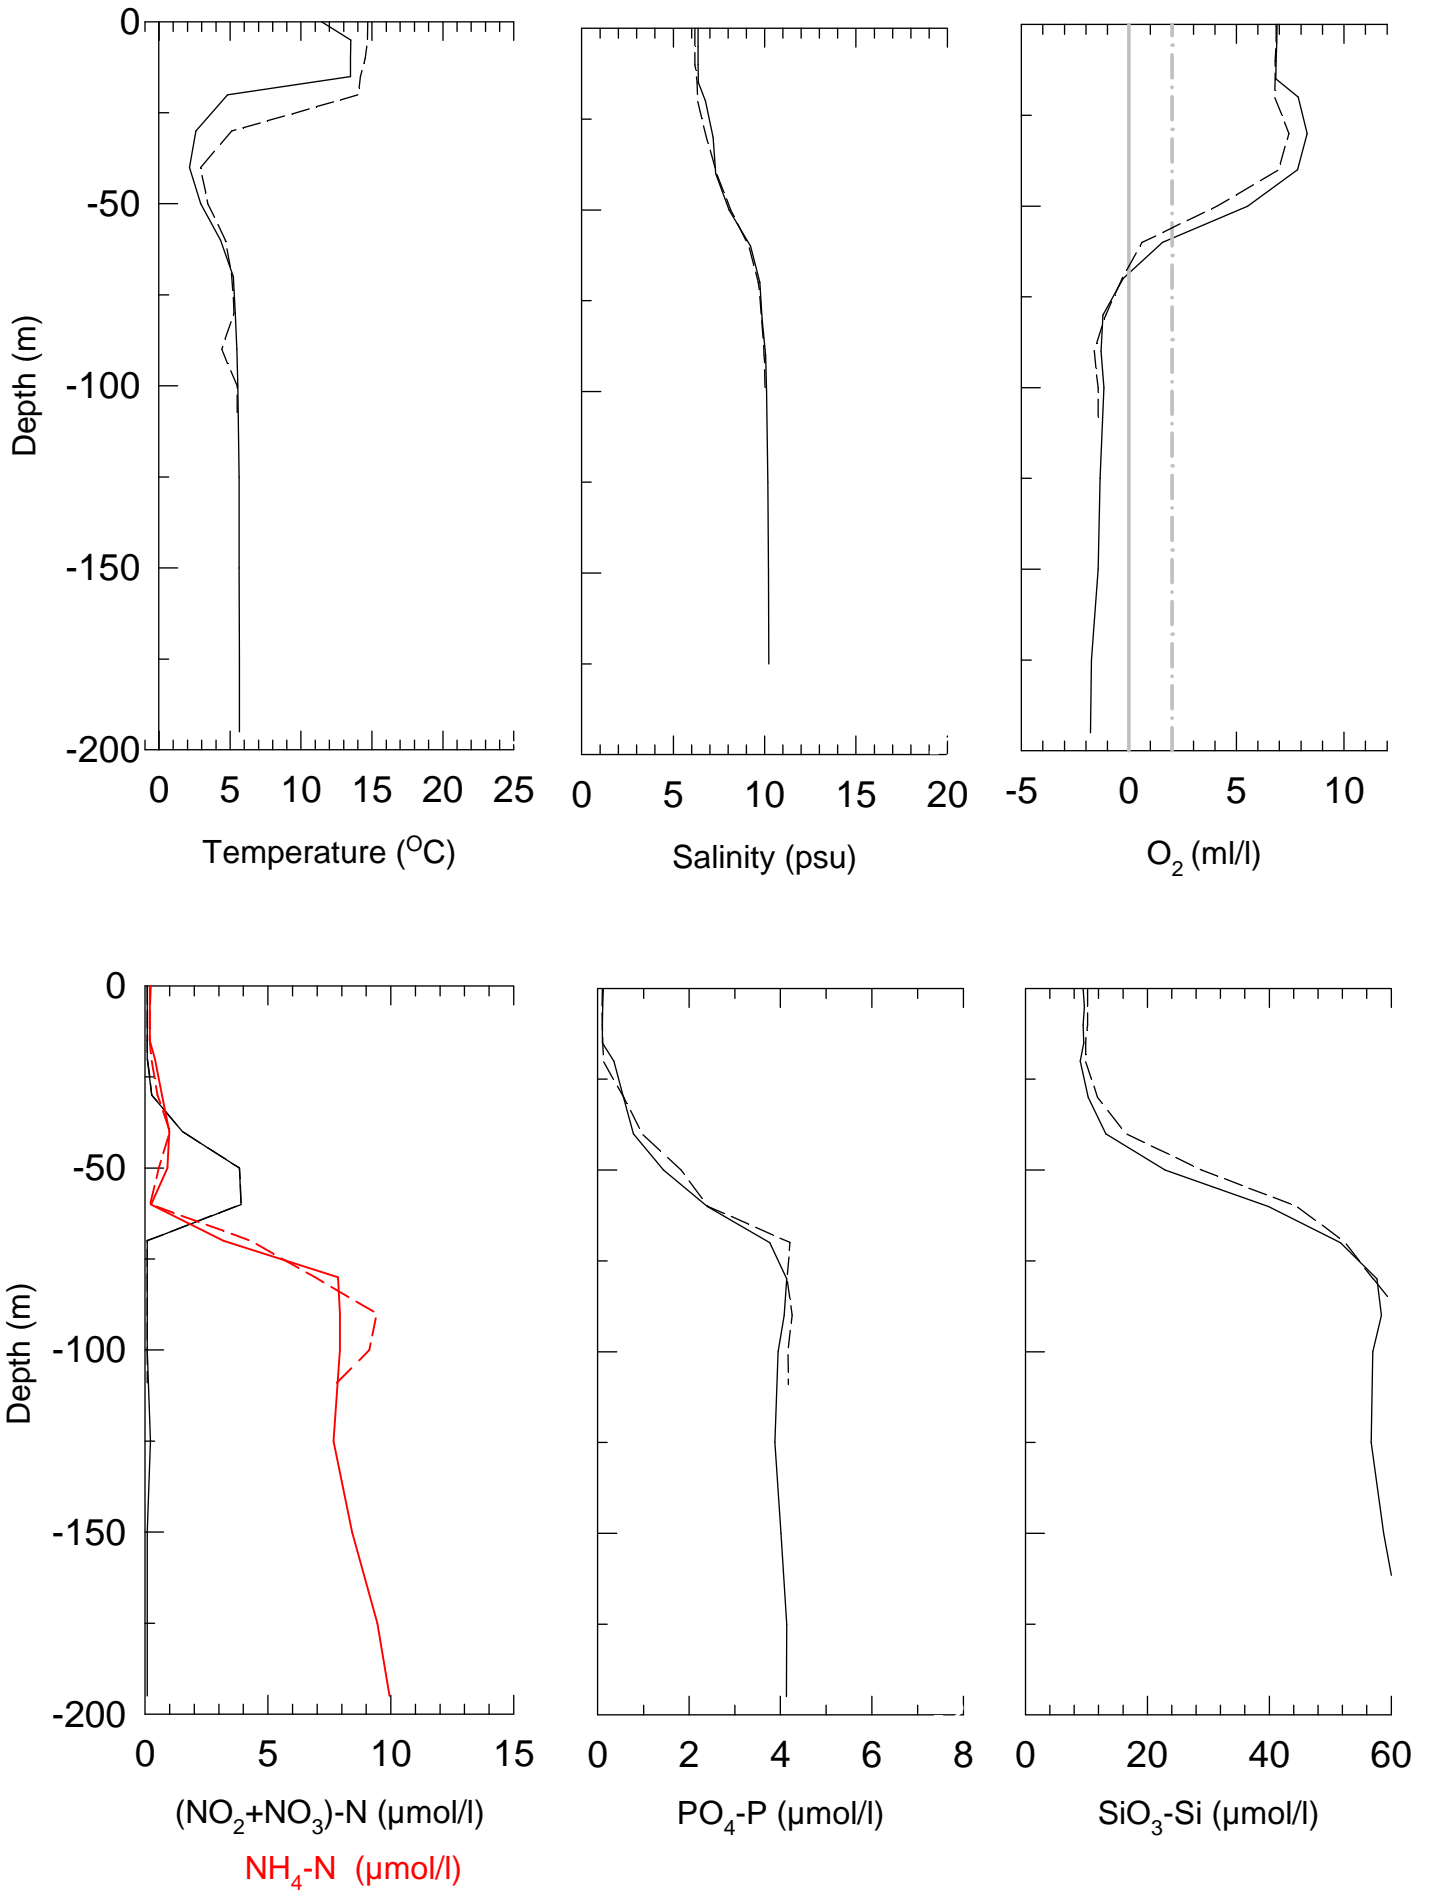 0
-50
-100
-150
-200
Depth (m)
0 5 10 15 20 25
Temperature (OC)
0 5 10 15 20
Salinity (psu)
-5 0 5 10
O2 (ml/l)
0
-50
-100
-150
-200
Depth (m)
0 5 10 15
(NO2+NO3)-N (µmol/l)
NH4-N (µmol/l)
0 2 4 6 8
PO4-P (µmol/l)
0 20 40 60
SiO3-Si (µmol/l)